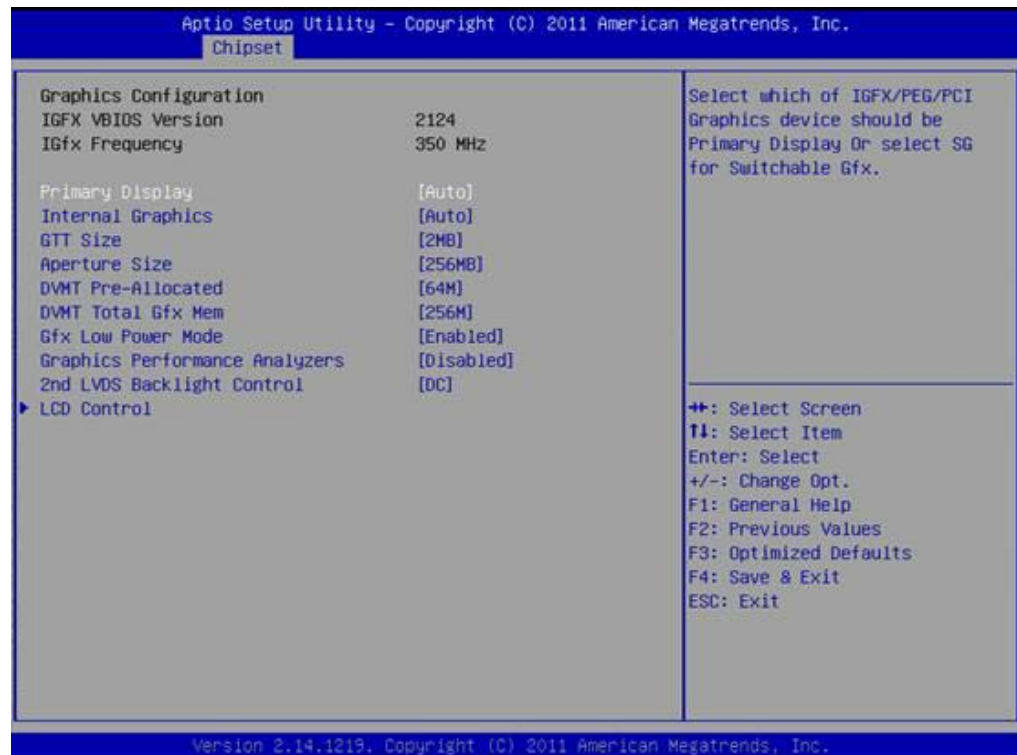 Aptio Setup Utility – Copyright (C) 2011 American Megatrends, Inc.
Chipset
Graphics Configuration
IGFX VBIOS Version 2124
IGfx Frequency 350 MHz
Primary Display [Auto]
Internal Graphics [Auto]
GTT Size [2MB]
Aperture Size [256MB]
DVMT Pre-Allocated [64M]
DVMT Total Gfx Mem [256M]
Gfx Low Power Mode [Enabled]
Graphics Performance Analyzers [Disabled]
2nd LVDS Backlight Control [DC]
LCD Control
Select which of IGFX/PEG/PCI
Graphics device should be
Primary Display Or select SG
for Switchable Gfx.
→←: Select Screen
↑↓: Select Item
Enter: Select
+/-: Change Opt.
F1: General Help
F2: Previous Values
F3: Optimized Defaults
F4: Save & Exit
ESC: Exit
Version 2.14.1219. Copyright (C) 2011 American Megatrends, Inc.